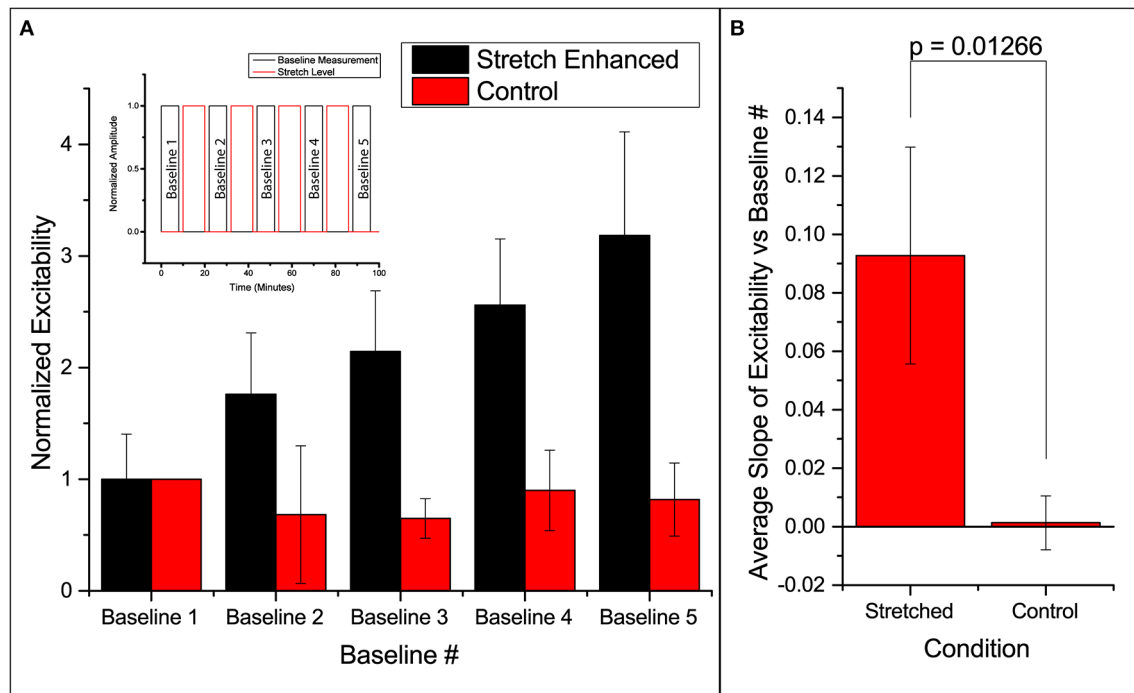 A
Baseline Measurement
Stretch Level
Normalized Amplitude
1.0
0.5
0.0
Baseline 1
Baseline 2
Baseline 3
Baseline 4
Baseline 5
0 20 40 60 80 100
Time (Minutes)
Stretch Enhanced
Control
Normalized Excitability
4
3
2
1
0
Baseline 1 Baseline 2 Baseline 3 Baseline 4 Baseline 5
Baseline #
B
p = 0.01266
Average Slope of Excitability vs Baseline #
0.14
0.12
0.10
0.08
0.06
0.04
0.02
0.00
-0.02
Stretched Control
Condition